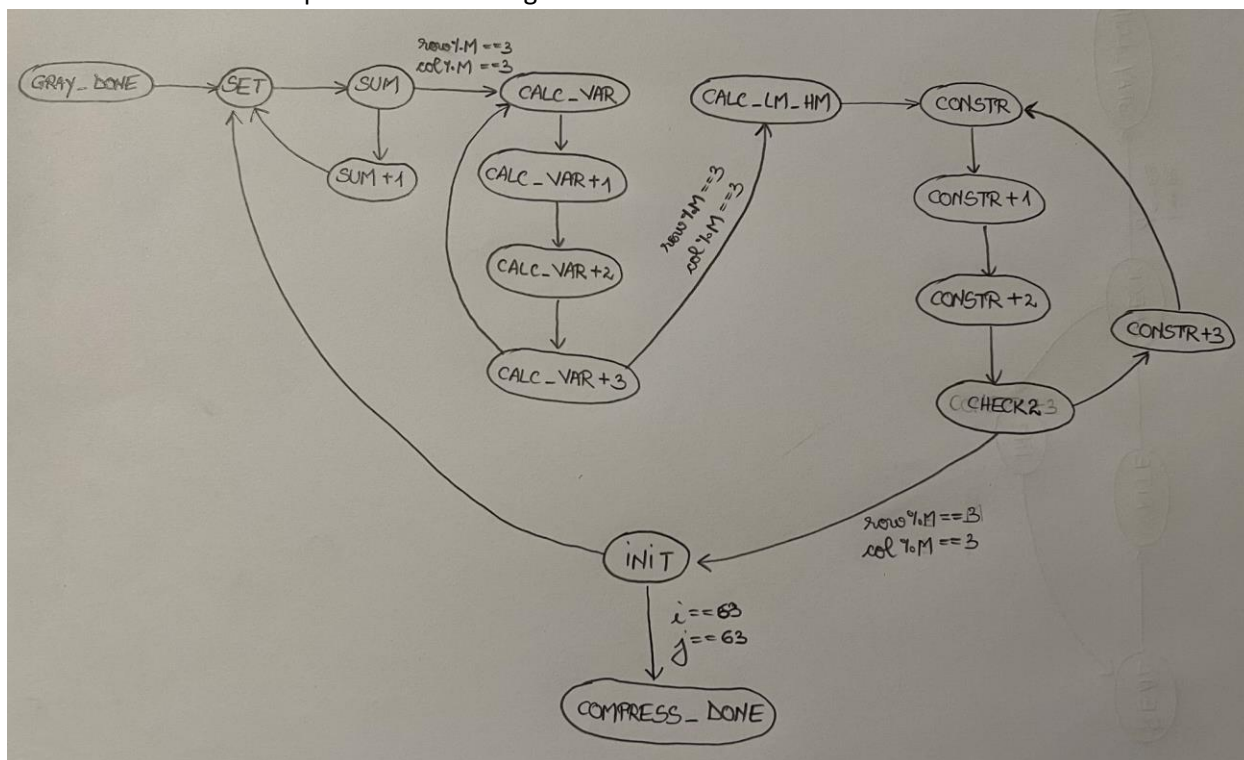 GRAY_DONE
SET
SUM
row%M==3
col%M==3
CALC_VAR
SUM+1
CALC_VAR+1
CALC_VAR+2
CALC_VAR+3
row%M==3
col%M==3
CALC_LM_HM
CONSTR
CONSTR+1
CONSTR+2
CHECK2
CONSTR+3
row%M==3
col%M==3
iNiT
i==63
j==63
COMPRESS_DONE